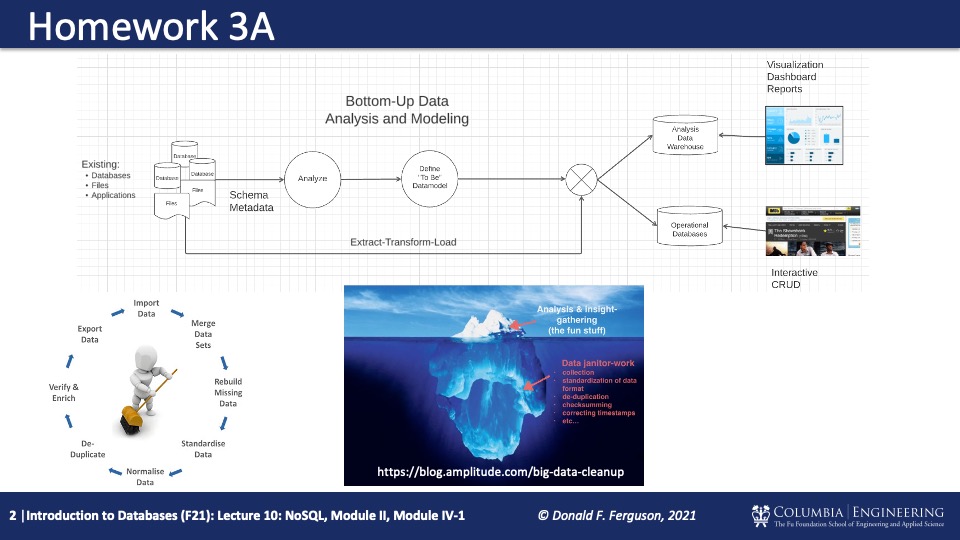 Homework 3A
Bottom-Up Data
Analysis and Modeling
Existing:
• Databases
• Files
• Applications
Database
Database
Database
Files
Files
Schema
Metadata
Analyze
Define
"To Be"
Datamodel
Extract-Transform-Load
Analysis
Data
Warehouse
Operational
Databases
Visualization
Dashboard
Reports
IMDb
The Shawshank
Redemption
Interactive
CRUD
Import
Data
Merge
Data
Sets
Rebuild
Missing
Data
Standardise
Data
Normalise
Data
De-
Duplicate
Verify &
Enrich
Export
Data
Analysis & Insight-
gathering
(the fun stuff)
Data janitor-work
- collection
- standardization of data
format
- de-duplication
- checksumming
- correcting timestamps
- etc...
https://blog.amplitude.com/big-data-cleanup
2 |Introduction to Databases (F21): Lecture 10: NoSQL, Module II, Module IV-1
© Donald F. Ferguson, 2021
COLUMBIA | ENGINEERING
The Fu Foundation School of Engineering and Applied Science